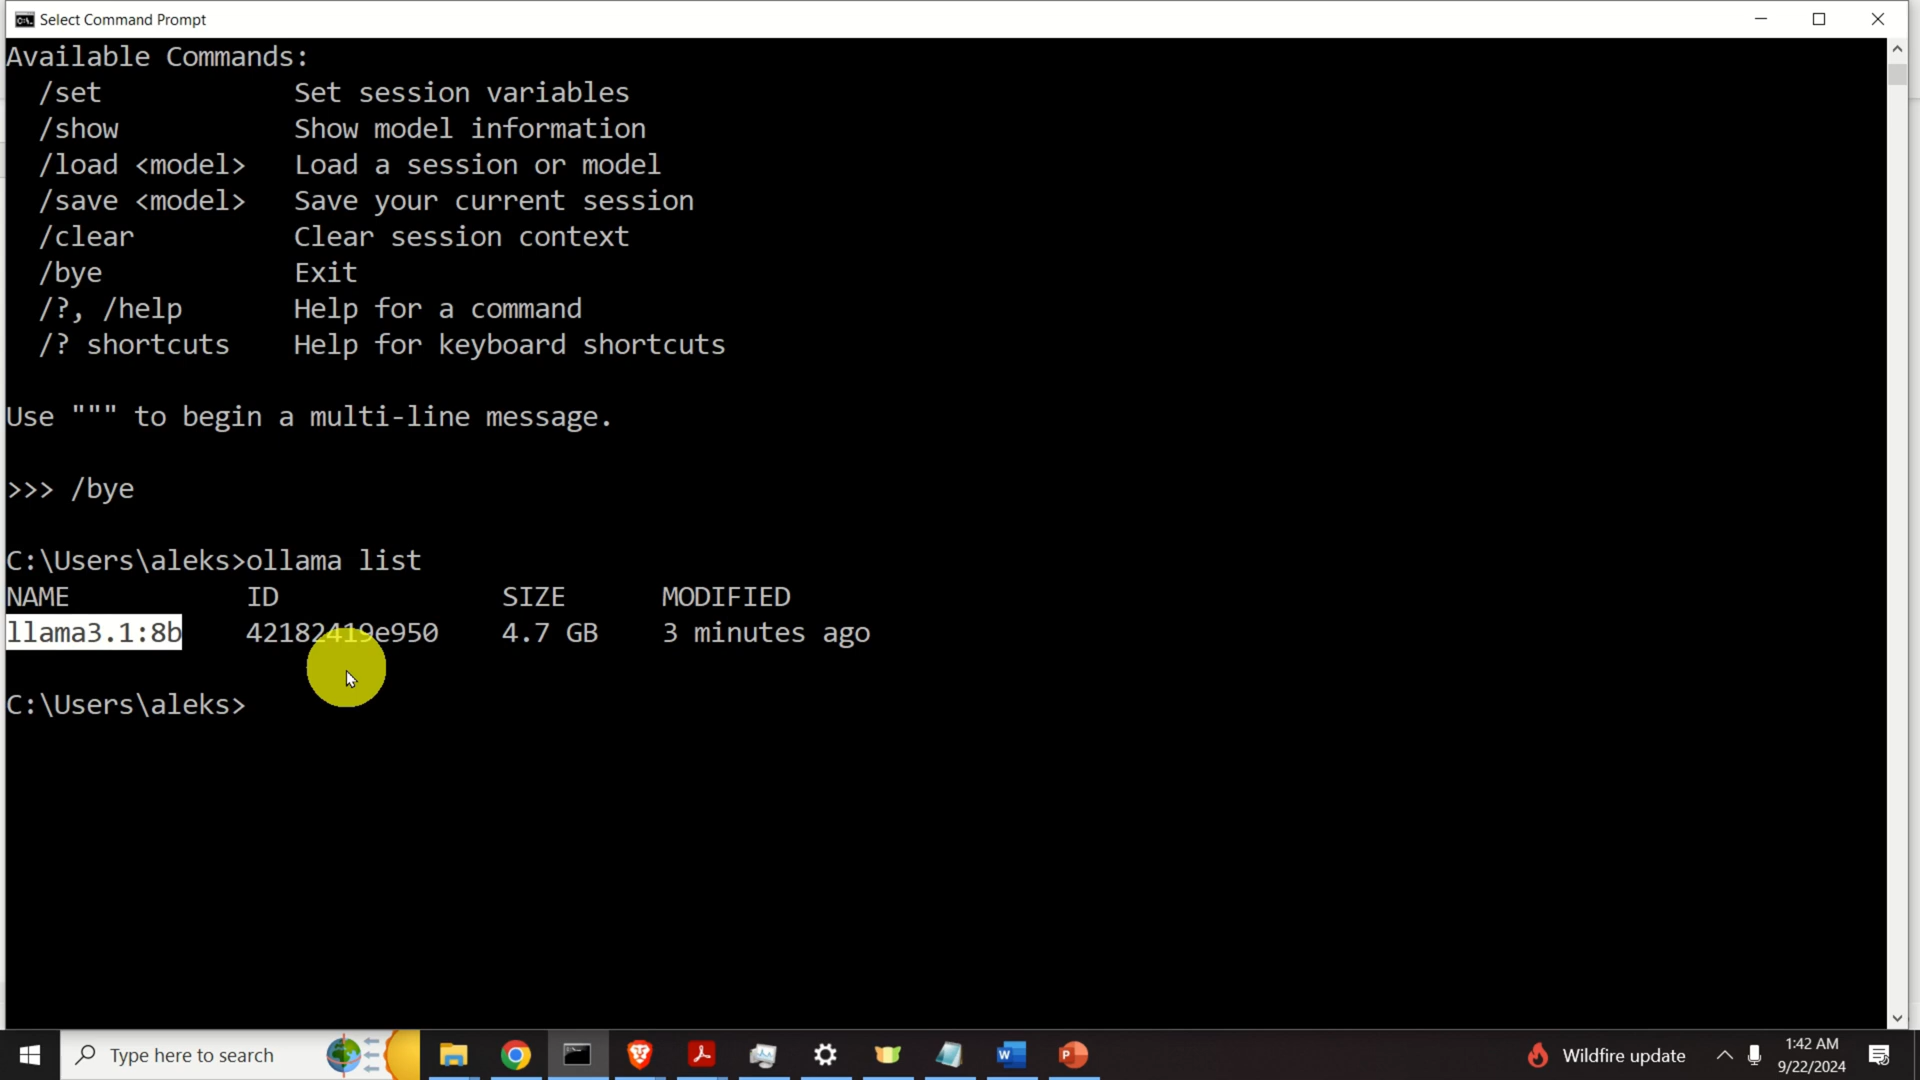 Select Command Prompt
Available Commands:
/set Set session variables
/show Show model information
/load <model> Load a session or model
/save <model> Save your current session
/clear Clear session context
/bye Exit
/?, /help Help for a command
/? shortcuts Help for keyboard shortcuts
Use """ to begin a multi-line message.
>>> /bye
C:\Users\aleks>ollama list
NAME ID SIZE MODIFIED
llama3.1:8b 42182419e950 4.7 GB 3 minutes ago
C:\Users\aleks>
Type here to search
Wildfire update
1:42 AM
9/22/2024